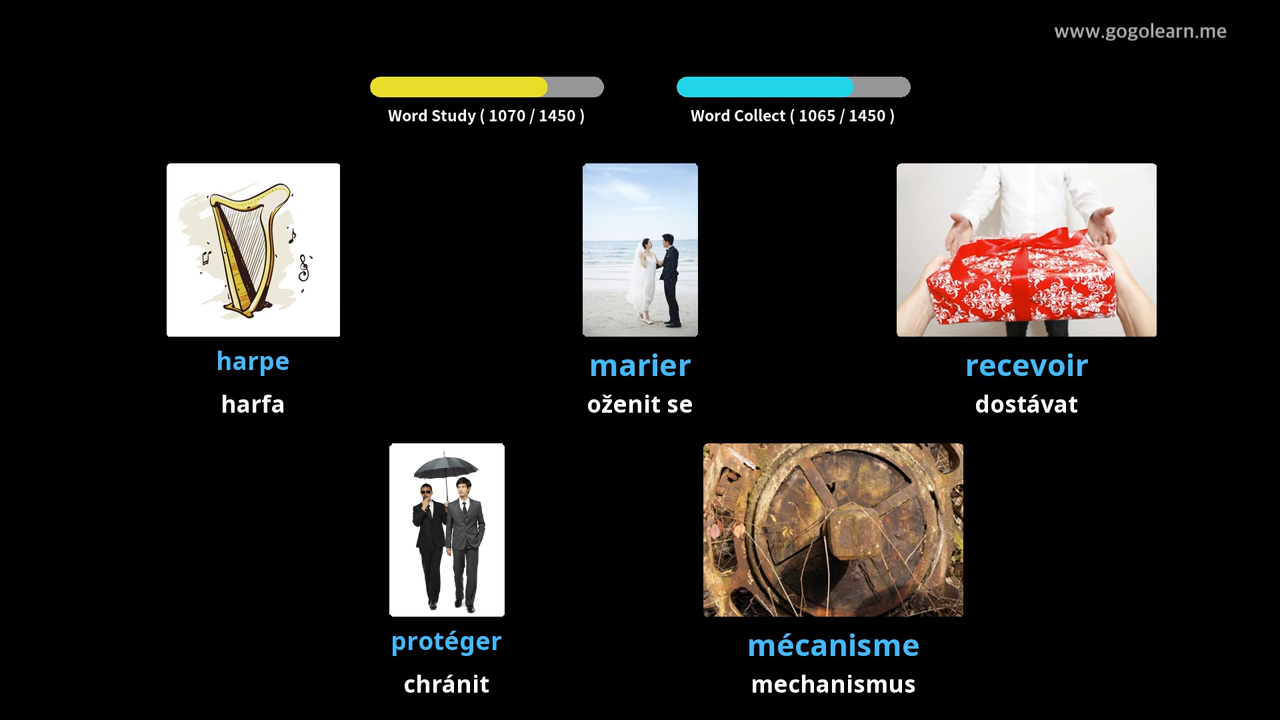 www.gogolearn.me
Word Study ( 1070 / 1450 )
Word Collect ( 1065 / 1450 )
harpe
harfa
marier
oženit se
recevoir
dostávat
protéger
chránit
mécanisme
mechanismus